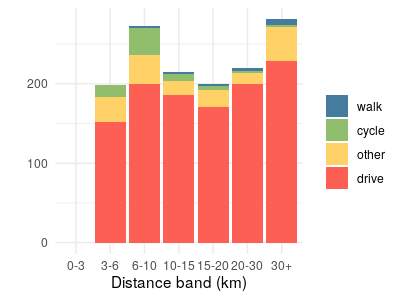 200
100
0
0-3 3-6 6-10 10-15 15-20 20-30 30+
Distance band (km)
walk
cycle
other
drive